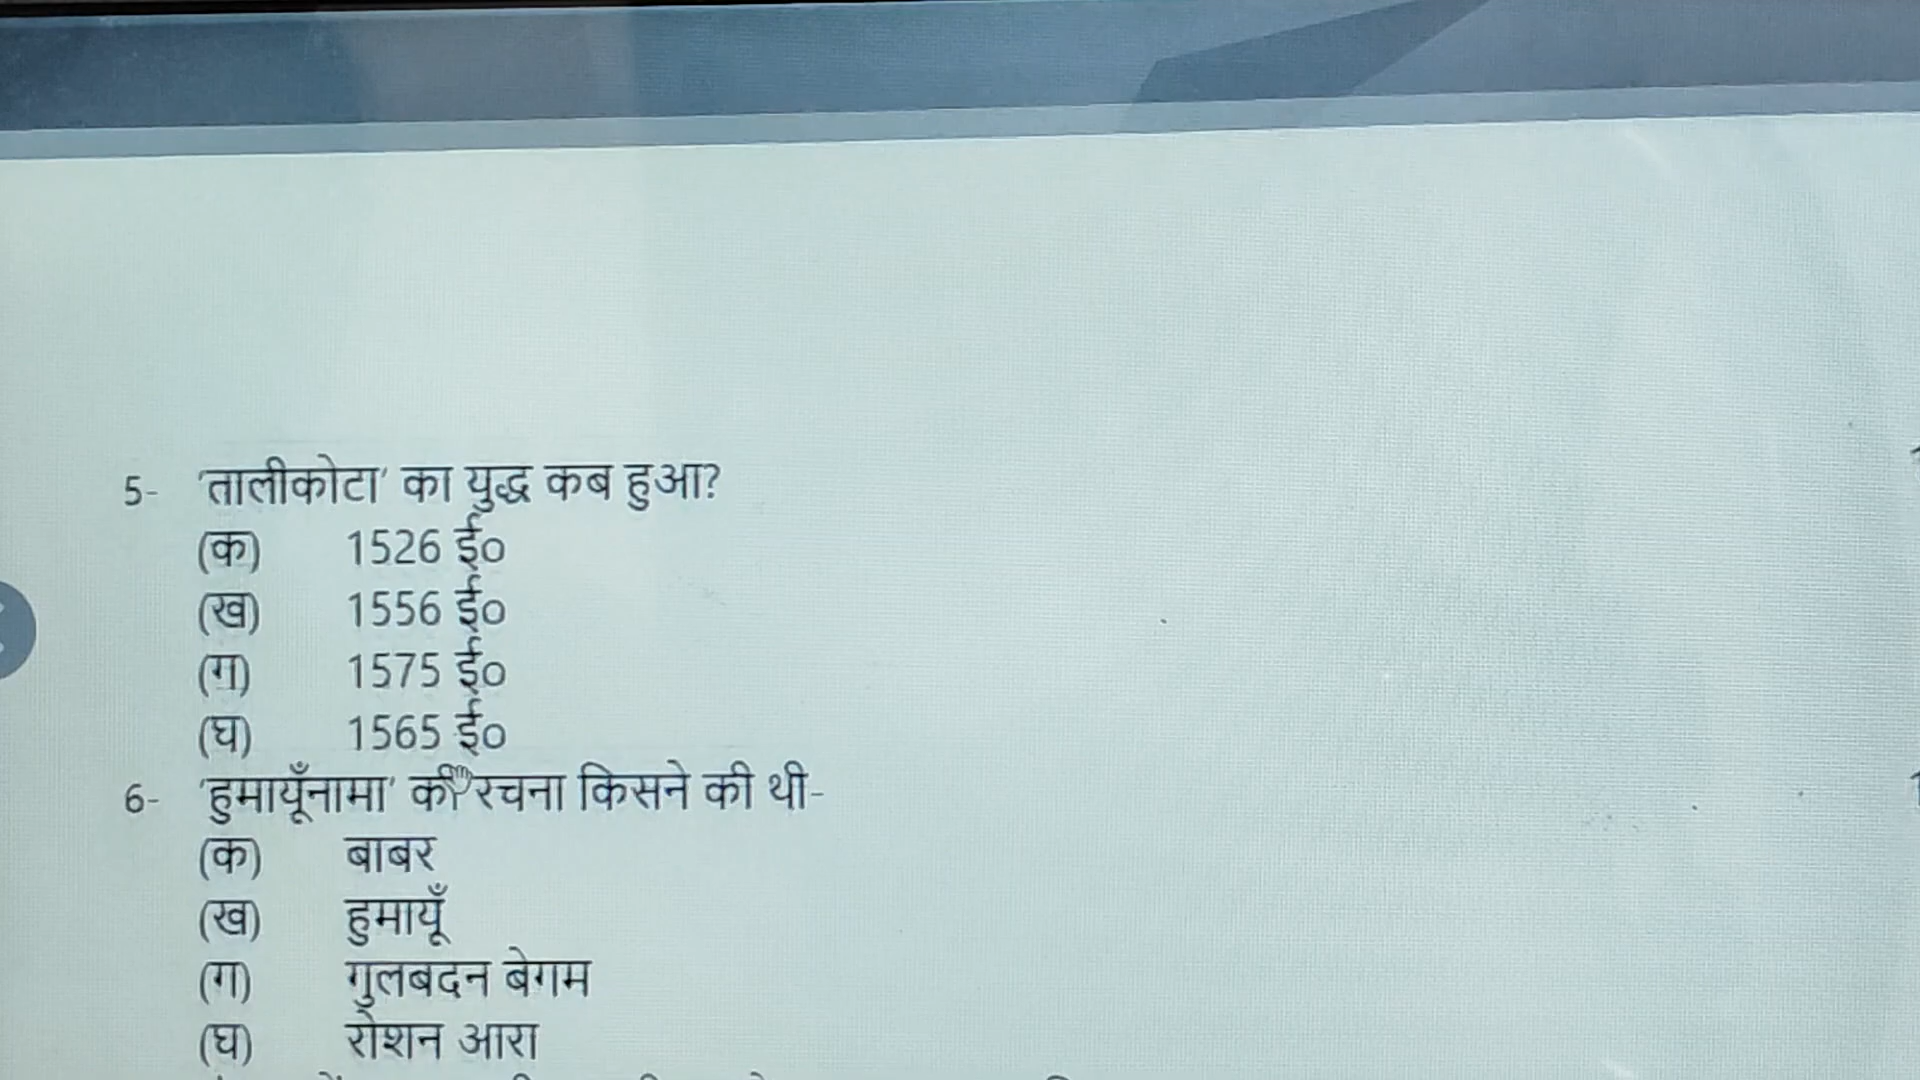 5- 'तालीकोटा' का युद्ध कब हुआ?
(क) 1526 ई०
(ख) 1556 ई०
(ग) 1575 ई०
(घ) 1565 ई०
6- 'हुमायूँनामा' की रचना किसने की थी-
(क) बाबर
(ख) हुमायूँ
(ग) गुलबदन बेगम
(घ) रोशन आरा